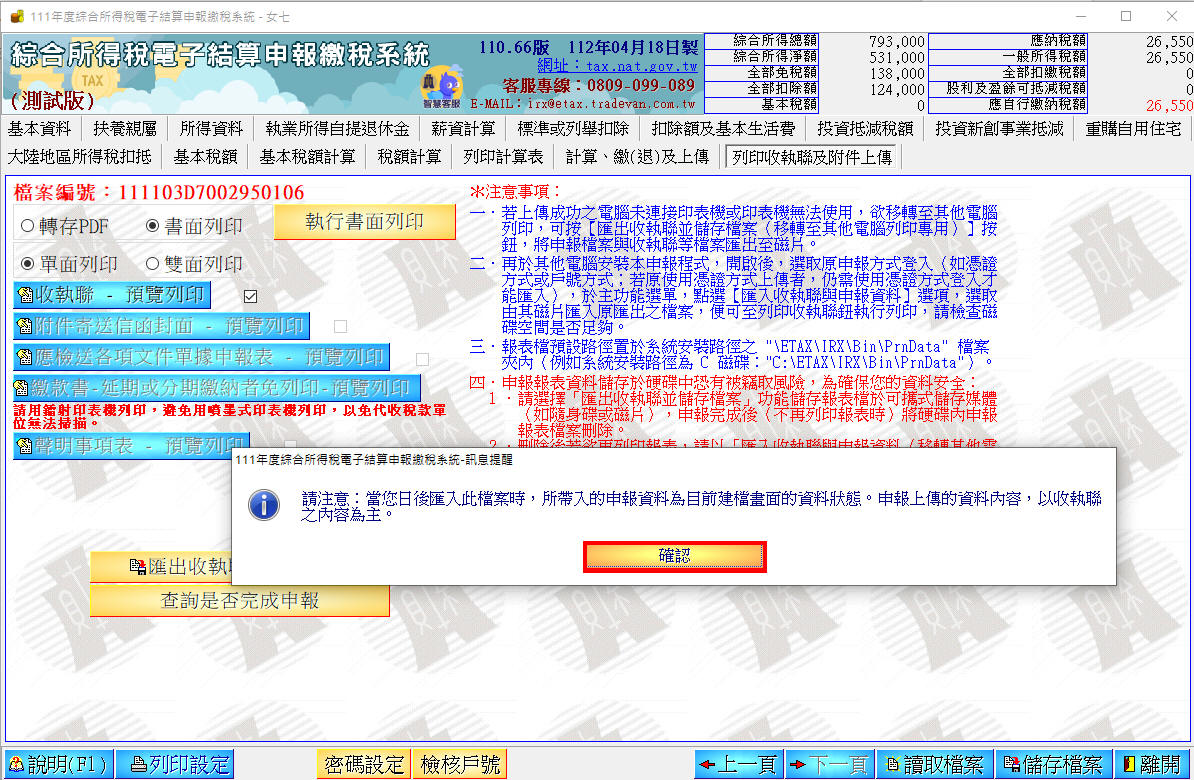 111年度綜合所得稅電子結算申報繳稅系統 - 女七
綜合所得稅電子結算申報繳稅系統
TAX
(測試版)
110.66版 112年04月18日製
網址：tax.nat.gov.tw
客服專線：0809-099-089
E-MAIL：irx@etax.tradevan.com.tw
智慧客服
綜合所得總額 793,000 應納稅額 26,550
綜合所得淨額 531,000 一般所得稅額 26,550
全部免稅額 138,000 全部扣繳稅額 0
全部扣除額 124,000 股利及盈餘可抵減稅額 0
基本稅額 0 應自行繳納稅額 26,550
基本資料 扶養親屬 所得資料 執業所得自提退休金 薪資計算 標準或列舉扣除 扣除額及基本生活費 投資抵減稅額 投資新創事業抵減 重購自用住宅
大陸地區所得稅扣抵 基本稅額 基本稅額計算 稅額計算 列印計算表 計算、繳(退)及上傳 列印收執聯及附件上傳
檔案編號：111103D7002950106
轉存PDF 書面列印 執行書面列印
單面列印 雙面列印
收執聯 - 預覽列印
附件寄送信函封面 - 預覽列印
應檢送各項文件單據申報表 - 預覽列印
繳款書-延期或分期繳納者免列印-預覽列印
請用鐳射印表機列印，避免用噴墨式印表機列印，以免代收稅款單
位無法掃描。
聲明事項表 - 預覽列印
匯出收執
查詢是否完成申報
＊注意事項：
一．若上傳成功之電腦未連接印表機或印表機無法使用，欲移轉至其他電腦
列印，可按［匯出收執聯並儲存檔案（移轉至其他電腦列印專用）］按
鈕，將申報檔案與收執聯等檔案匯出至磁片。
二．再於其他電腦安裝本申報程式，開啟後，選取原申報方式登入（如憑證
方式或戶號方式；若原使用憑證方式上傳者，仍需使用憑證方式登入才
能匯入），於主功能選單，點選［匯入收執聯與申報資料］選項，選取
由其磁片匯入原匯出之檔案，便可至列印收執聯鈕執行列印，請檢查磁
碟空間是否足夠。
三．報表檔預設路徑置於系統安裝路徑之 "\ETAX\IRX\Bin\PrnData" 檔案
夾內（例如系統安裝路徑為 C 磁碟："C:\ETAX\IRX\Bin\PrnData"）。
四．申報報表資料儲存於硬碟中恐有被竊取風險，為確保您的資料安全：
1．請選擇「匯出收執聯並儲存檔案」功能儲存報表檔於可攜式儲存媒體
（如隨身碟或磁片），申報完成後（不再列印報表時）將硬碟內申報
報表檔案刪除。
2．刪除後若欲再列印報表，請以「匯入收執聯與申報資料（移轉其他電
111年度綜合所得稅電子結算申報繳稅系統-訊息提醒
請注意：當您日後匯入此檔案時，所帶入的申報資料為目前建檔畫面的資料狀態。申報上傳的資料內容，以收執聯
之內容為主。
確認
說明(F1) 列印設定 密碼設定 檢核戶號 上一頁 下一頁 讀取檔案 儲存檔案 離開